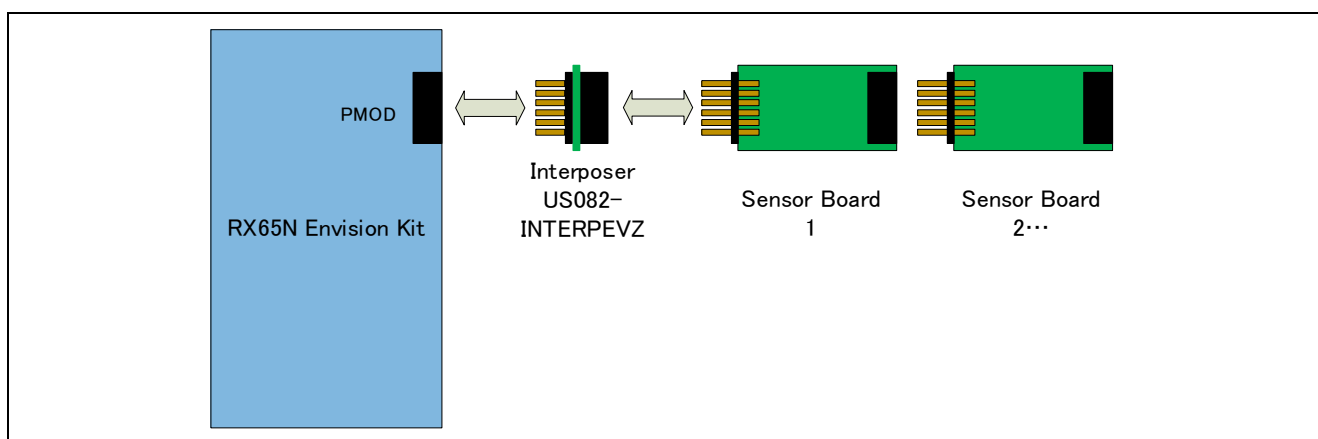 PMOD
RX65N Envision Kit
Interposer
US082-
INTERPEVZ
Sensor Board
1
Sensor Board
2…